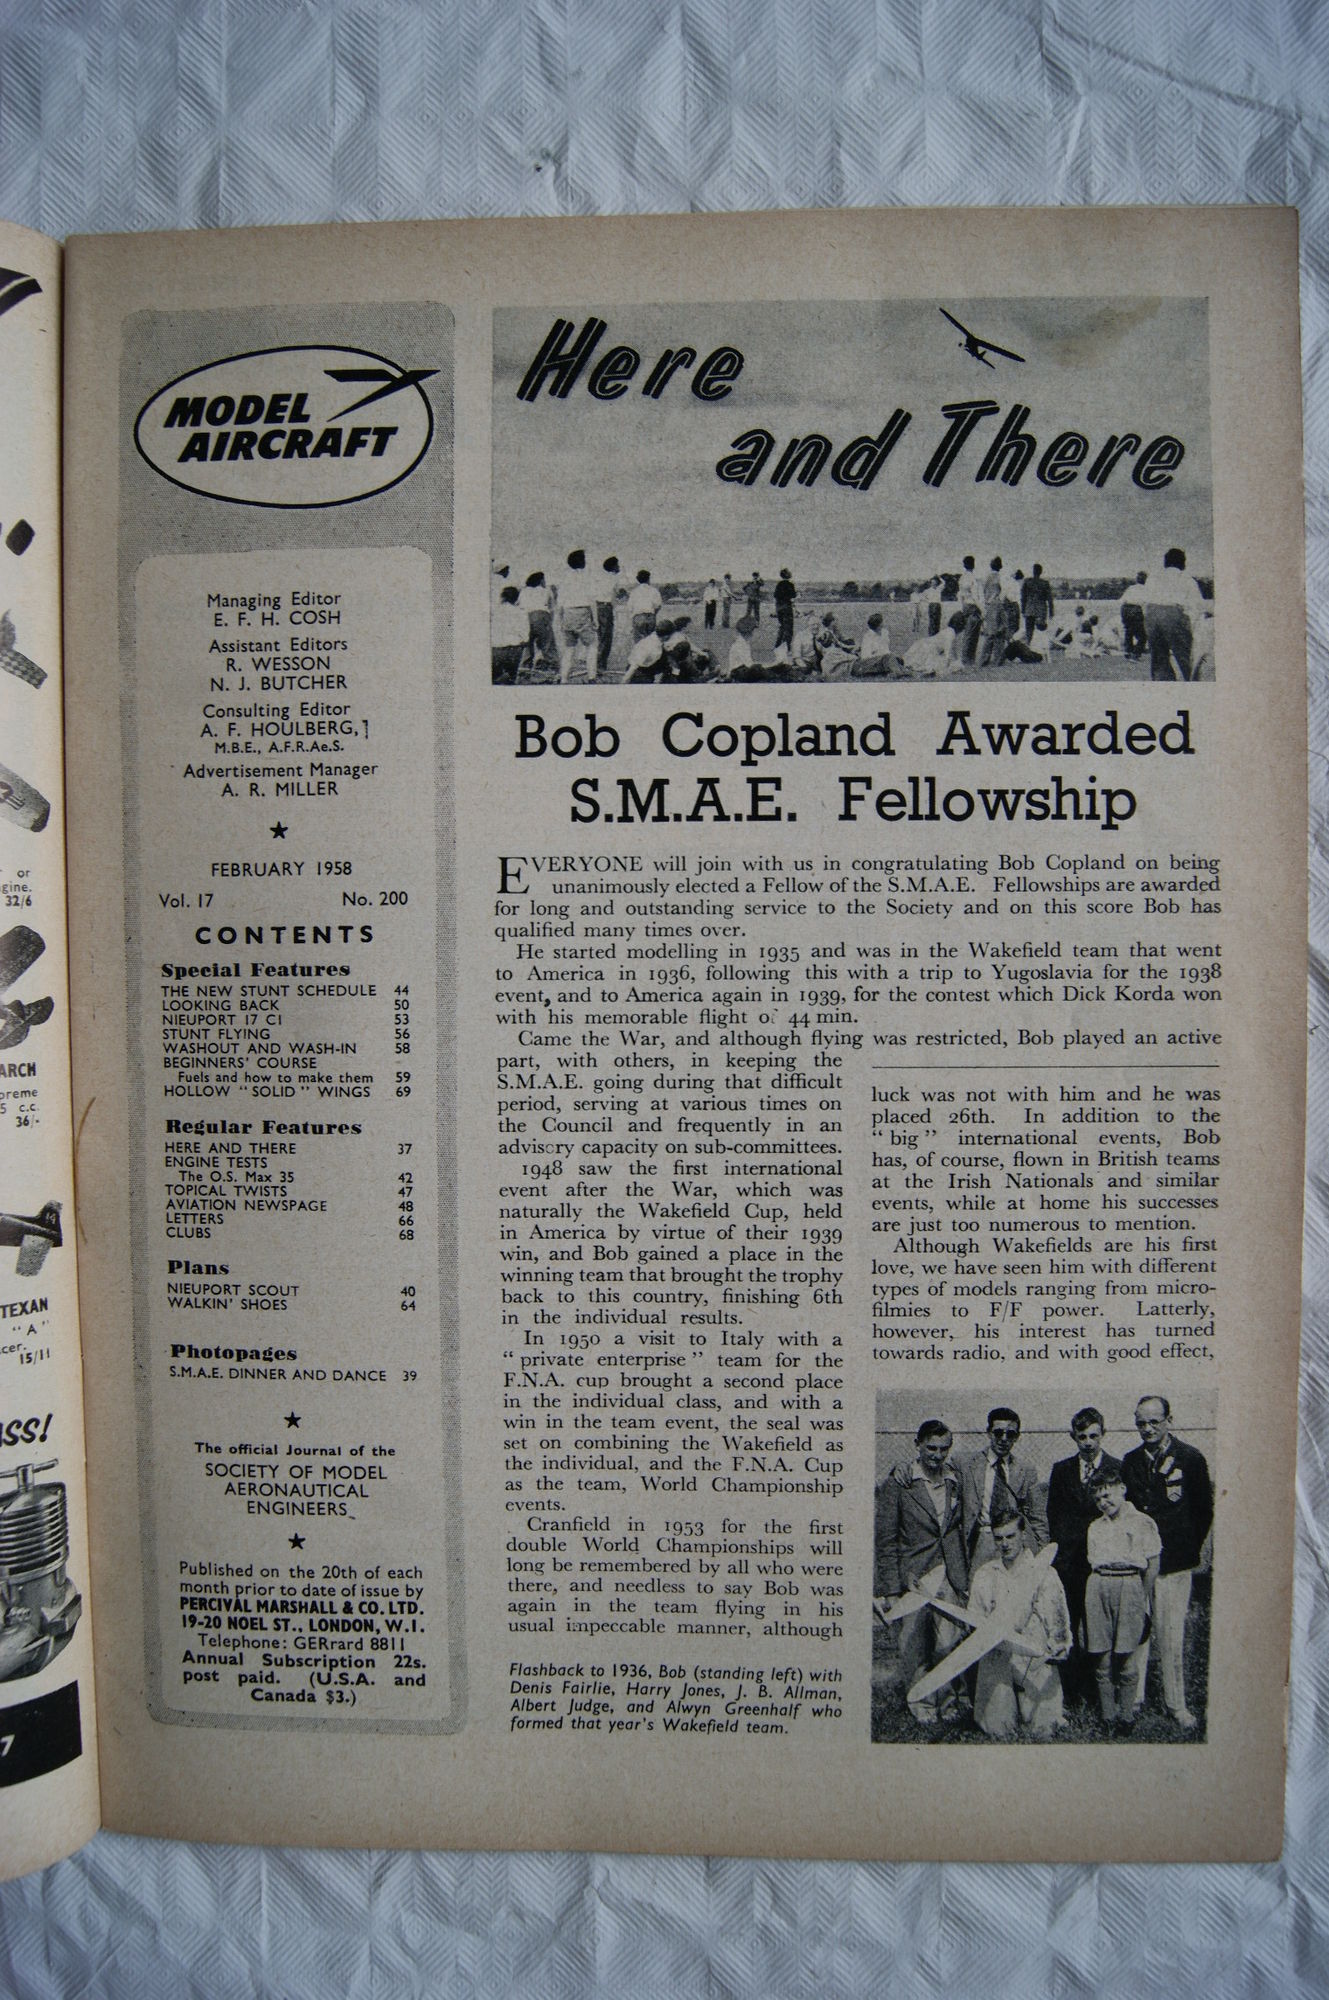 MODEL
AIRCRAFT
Managing Editor
E. F. H. COSH
Assistant Editors
R. WESSON
N. J. BUTCHER
Consulting Editor
A. F. HOULBERG,
M.B.E., A.F.R.Ae.S.
Advertisement Manager
A. R. MILLER
★
FEBRUARY 1958
Vol. 17 No. 200
CONTENTS
Special Features
THE NEW STUNT SCHEDULE 44
LOOKING BACK 50
NIEUPORT 17 C1 53
STUNT FLYING 56
WASHOUT AND WASH-IN 58
BEGINNERS' COURSE
Fuels and how to make them 59
HOLLOW "SOLID" WINGS 69
Regular Features
HERE AND THERE 37
ENGINE TESTS
The O.S. Max 35 42
TOPICAL TWISTS 47
AVIATION NEWSPAGE 48
LETTERS 66
CLUBS 68
Plans
NIEUPORT SCOUT 40
WALKIN' SHOES 64
Photopages
S.M.A.E. DINNER AND DANCE 39
★
The official Journal of the
SOCIETY OF MODEL
AERONAUTICAL
ENGINEERS
★
Published on the 20th of each
month prior to date of issue by
PERCIVAL MARSHALL & CO. LTD.
19-20 NOEL ST., LONDON, W.1.
Telephone: GERrard 8811
Annual Subscription 22s.
post paid. (U.S.A. and
Canada $3.)
Here
and There
Bob Copland Awarded
S.M.A.E. Fellowship
EVERYONE will join with us in congratulating Bob Copland on being
unanimously elected a Fellow of the S.M.A.E. Fellowships are awarded
for long and outstanding service to the Society and on this score Bob has
qualified many times over.
He started modelling in 1935 and was in the Wakefield team that went
to America in 1936, following this with a trip to Yugoslavia for the 1938
event, and to America again in 1939, for the contest which Dick Korda won
with his memorable flight of 44 min.
Came the War, and although flying was restricted, Bob played an active
part, with others, in keeping the
S.M.A.E. going during that difficult
period, serving at various times on
the Council and frequently in an
advisory capacity on sub-committees.
1948 saw the first international
event after the War, which was
naturally the Wakefield Cup, held
in America by virtue of their 1939
win, and Bob gained a place in the
winning team that brought the trophy
back to this country, finishing 6th
in the individual results.
In 1950 a visit to Italy with a
"private enterprise" team for the
F.N.A. cup brought a second place
in the individual class, and with a
win in the team event, the seal was
set on combining the Wakefield as
the individual, and the F.N.A. Cup
as the team, World Championship
events.
Cranfield in 1953 for the first
double World Championships will
long be remembered by all who were
there, and needless to say Bob was
again in the team flying in his
usual impeccable manner, although
luck was not with him and he was
placed 26th. In addition to the
"big" international events, Bob
has, of course, flown in British teams
at the Irish Nationals and similar
events, while at home his successes
are just too numerous to mention.
Although Wakefields are his first
love, we have seen him with different
types of models ranging from micro-
filmies to F/F power. Latterly,
however, his interest has turned
towards radio, and with good effect,
Flashback to 1936, Bob (standing left) with
Denis Fairlie, Harry Jones, J. B. Allman,
Albert Judge, and Alwyn Greenhalf who
formed that year's Wakefield team.
or
gine.
32/6
ARCH
preme
5 c.c.
36/-
TEXAN
"A"
cer.
15/11
ASS!
7